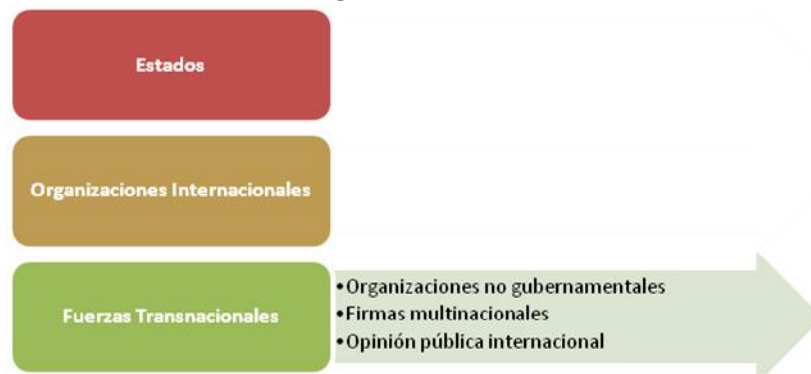 Estados
Organizaciones Internacionales
Fuerzas Transnacionales
•Organizaciones no gubernamentales
•Firmas multinacionales
•Opinión pública internacional